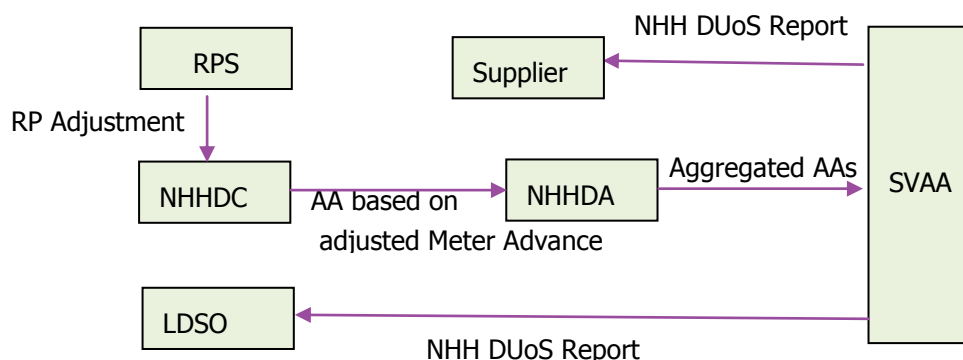 NHH DUoS Report
RPS
Supplier
RP Adjustment
Aggregated AAs
NHHDC
NHHDA
SVAA
AA based on
adjusted Meter Advance
LDSO
NHH DUoS Report